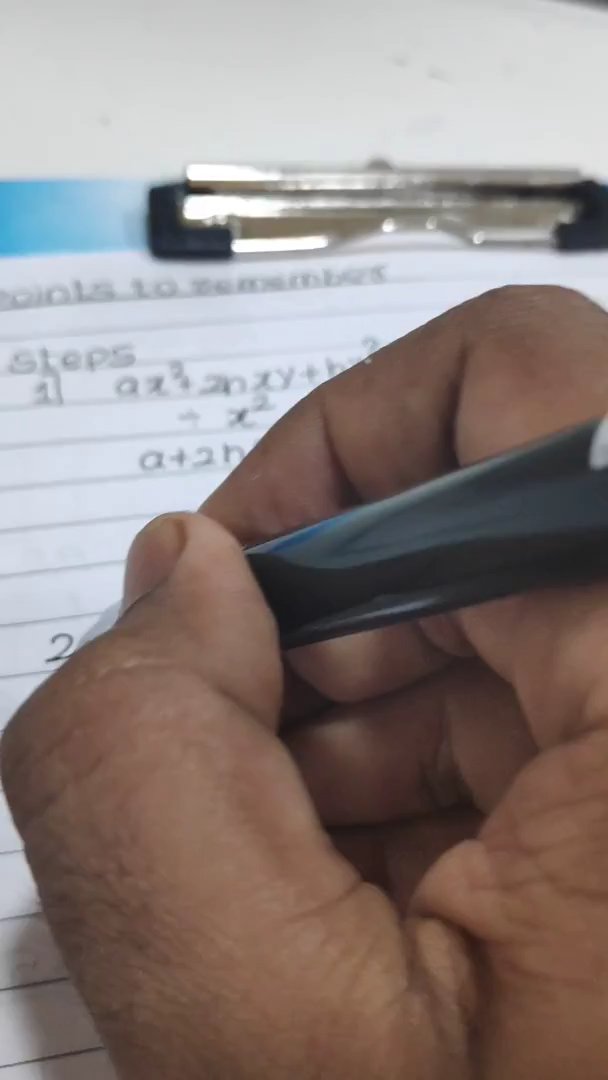 Points to remember
Steps
1] ax²+2hxy+by²
÷ x²
a+2h
2